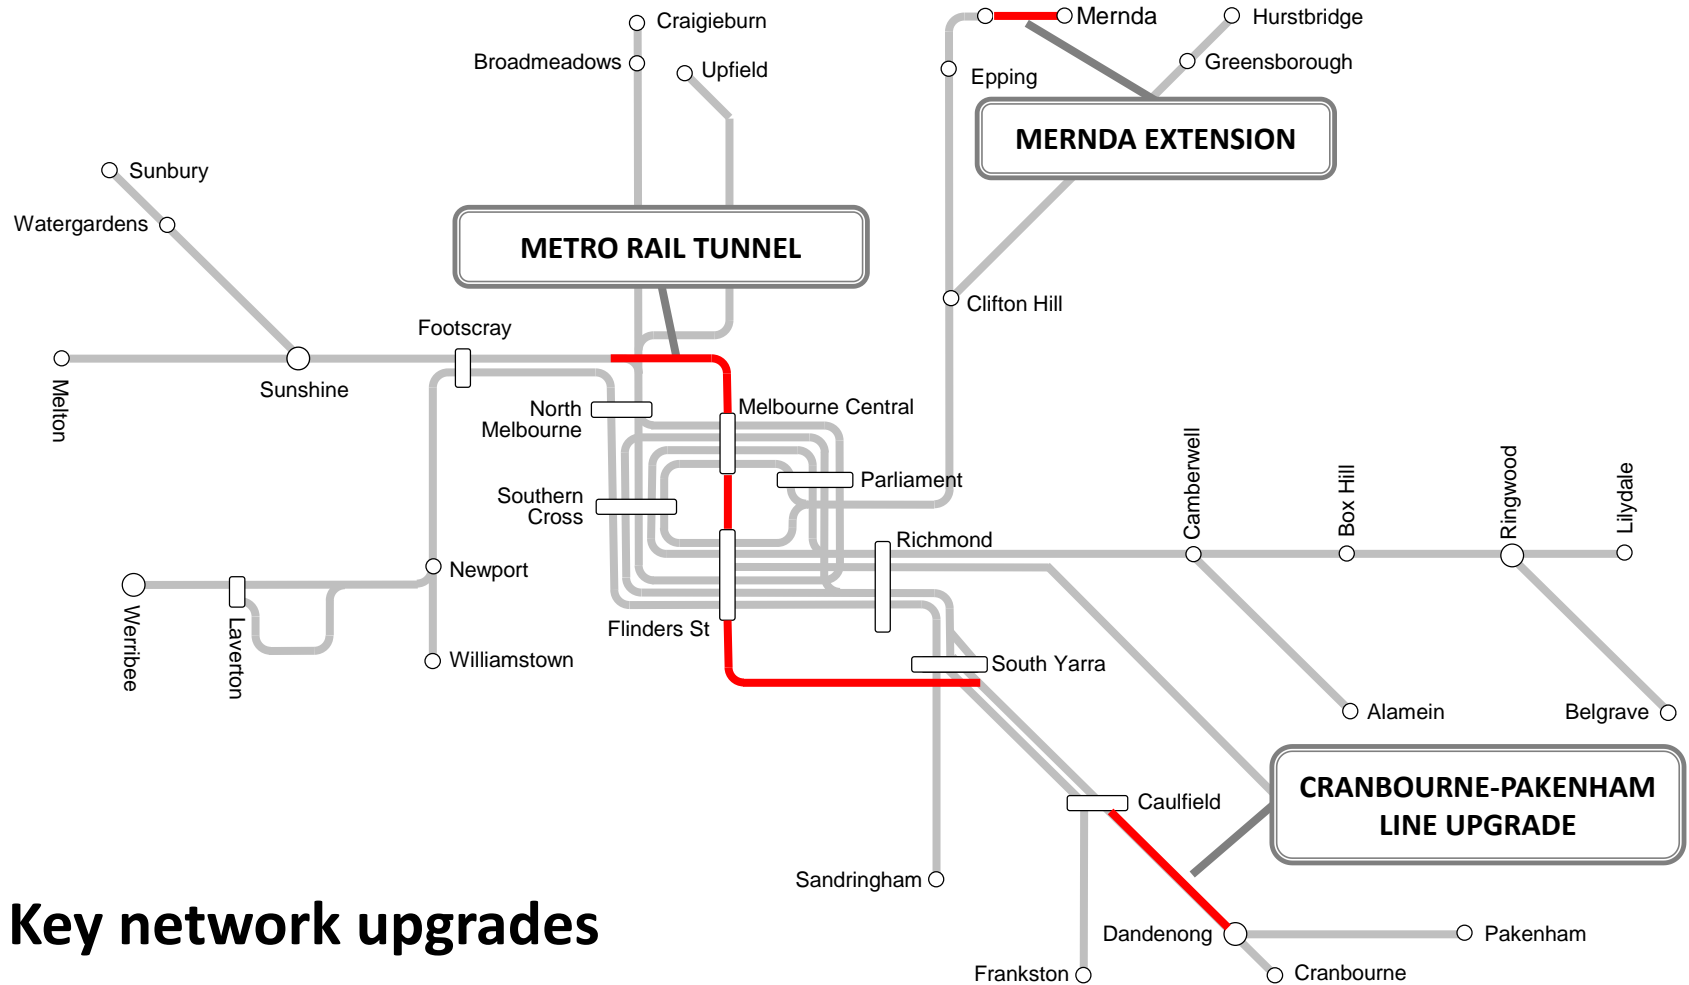 Craigieburn
Mernda
Hurstbridge
Broadmeadows
Upfield
Epping
Greensborough
MERNDA EXTENSION
Sunbury
Watergardens
METRO RAIL TUNNEL
Clifton Hill
Footscray
Melton
Sunshine
North
Melbourne
Melbourne Central
Parliament
Southern
Cross
Camberwell
Box Hill
Ringwood
Lilydale
Richmond
Newport
Werribee
Laverton
Flinders St
Williamstown
South Yarra
Alamein
Belgrave
CRANBOURNE-PAKENHAM
LINE UPGRADE
Caulfield
Sandringham
Key network upgrades
Dandenong
Pakenham
Frankston
Cranbourne